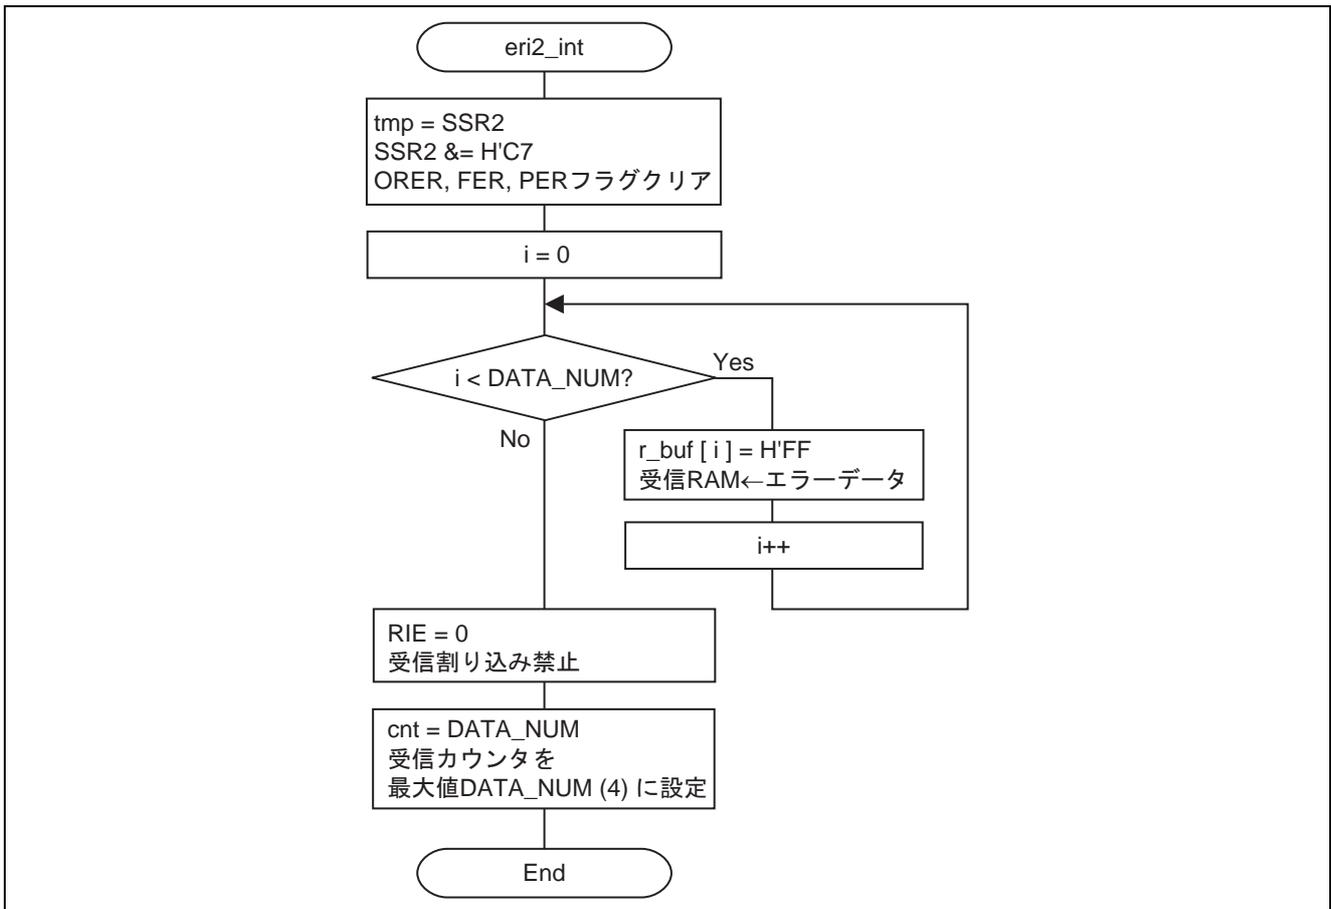 eri2_int
tmp = SSR2
SSR2 &= H'C7
ORER, FER, PERフラグクリア
i = 0
i < DATA_NUM?
Yes
No
r_buf [ i ] = H'FF
受信RAM←エラーデータ
i++
RIE = 0
受信割り込み禁止
cnt = DATA_NUM
受信カウンタを
最大値DATA_NUM (4) に設定
End